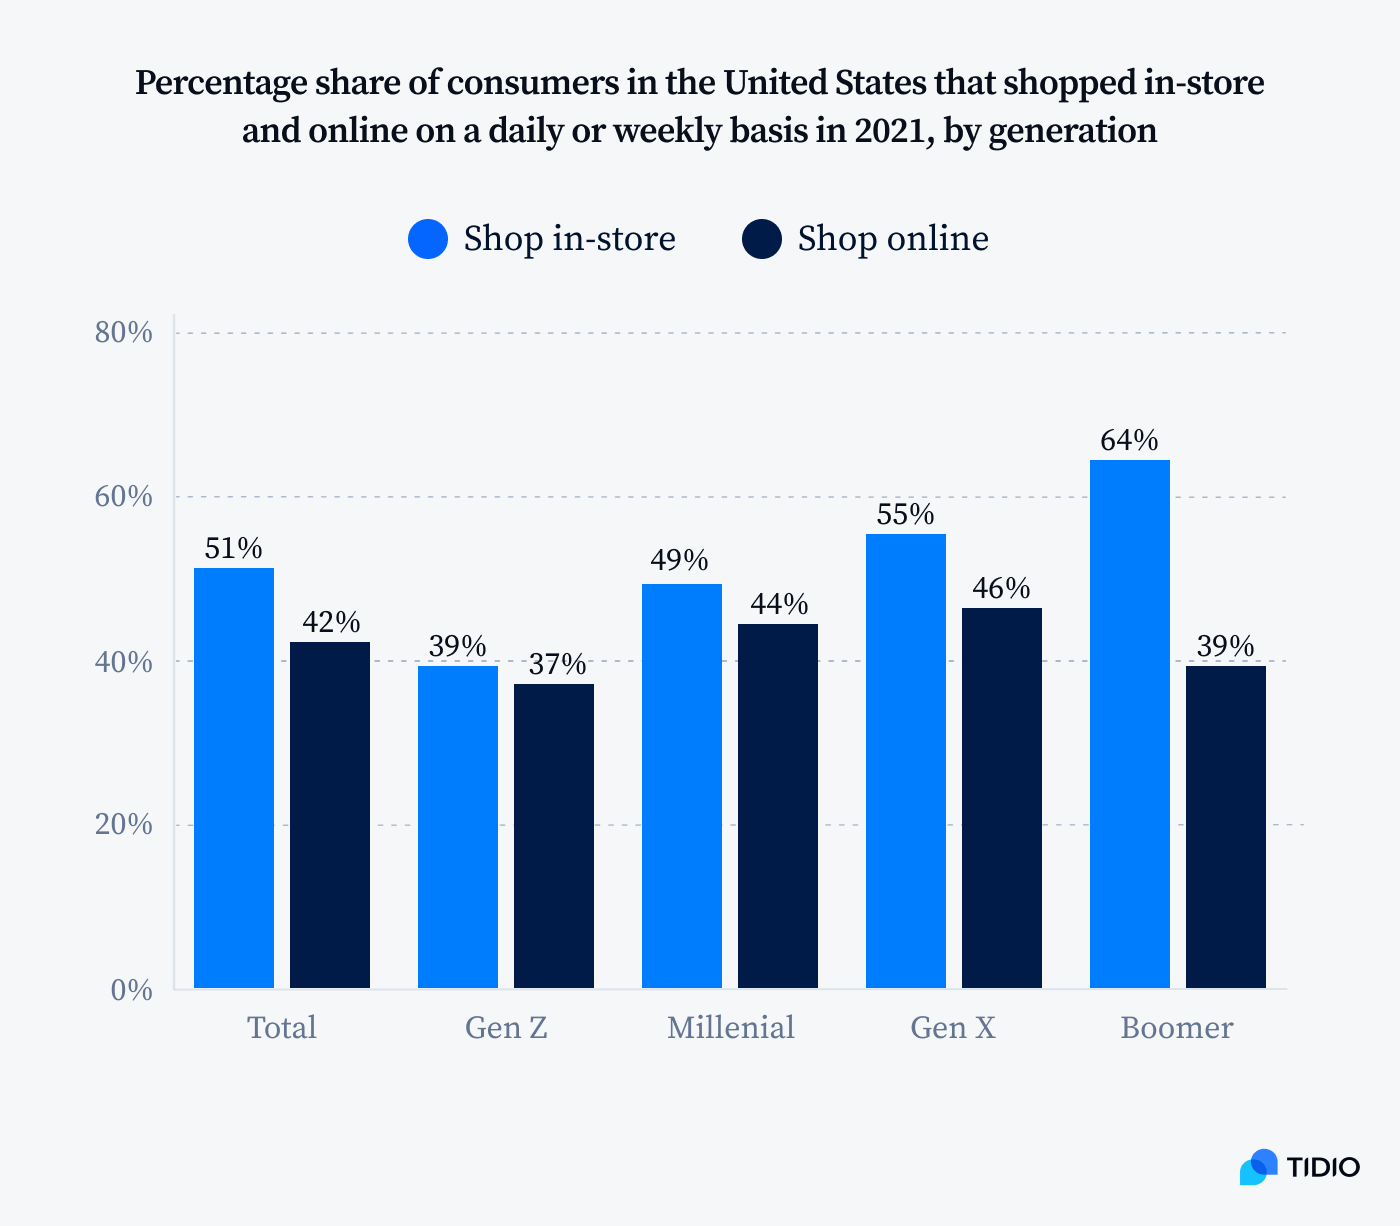 Percentage share of consumers in the United States that shopped in-store
and online on a daily or weekly basis in 2021, by generation
Shop in-store
Shop online
80%
60%
40%
20%
0%
51%
42%
39%
37%
49%
44%
55%
46%
64%
39%
Total
Gen Z
Millenial
Gen X
Boomer
TIDIO